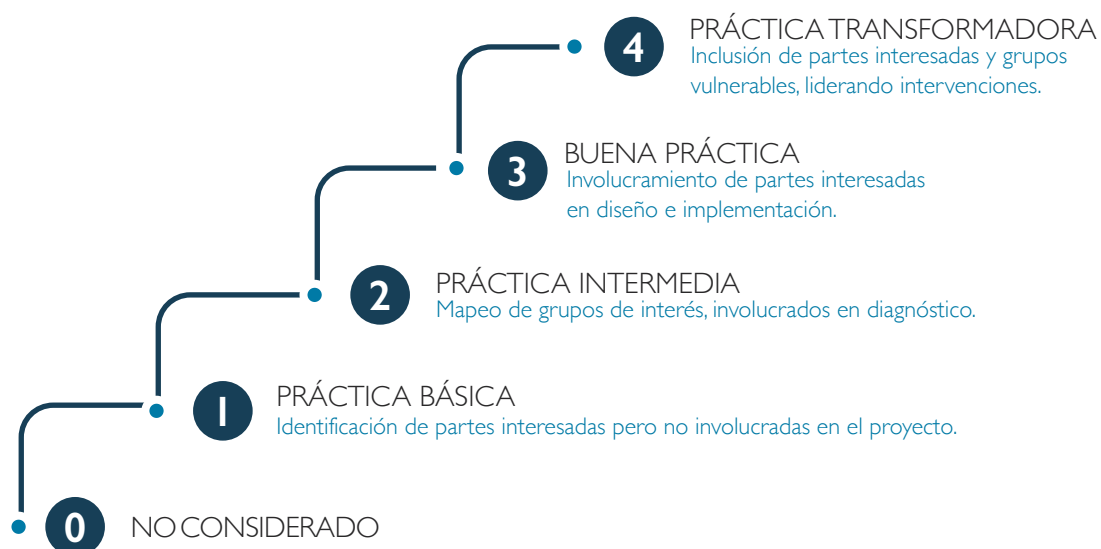 4
PRÁCTICA TRANSFORMADORA
Inclusión de partes interesadas y grupos
vulnerables, liderando intervenciones.
3
BUENA PRÁCTICA
Involucramiento de partes interesadas
en diseño e implementación.
2
PRÁCTICA INTERMEDIA
Mapeo de grupos de interés, involucrados en diagnóstico.
1
PRÁCTICA BÁSICA
Identificación de partes interesadas pero no involucradas en el proyecto.
0
NO CONSIDERADO